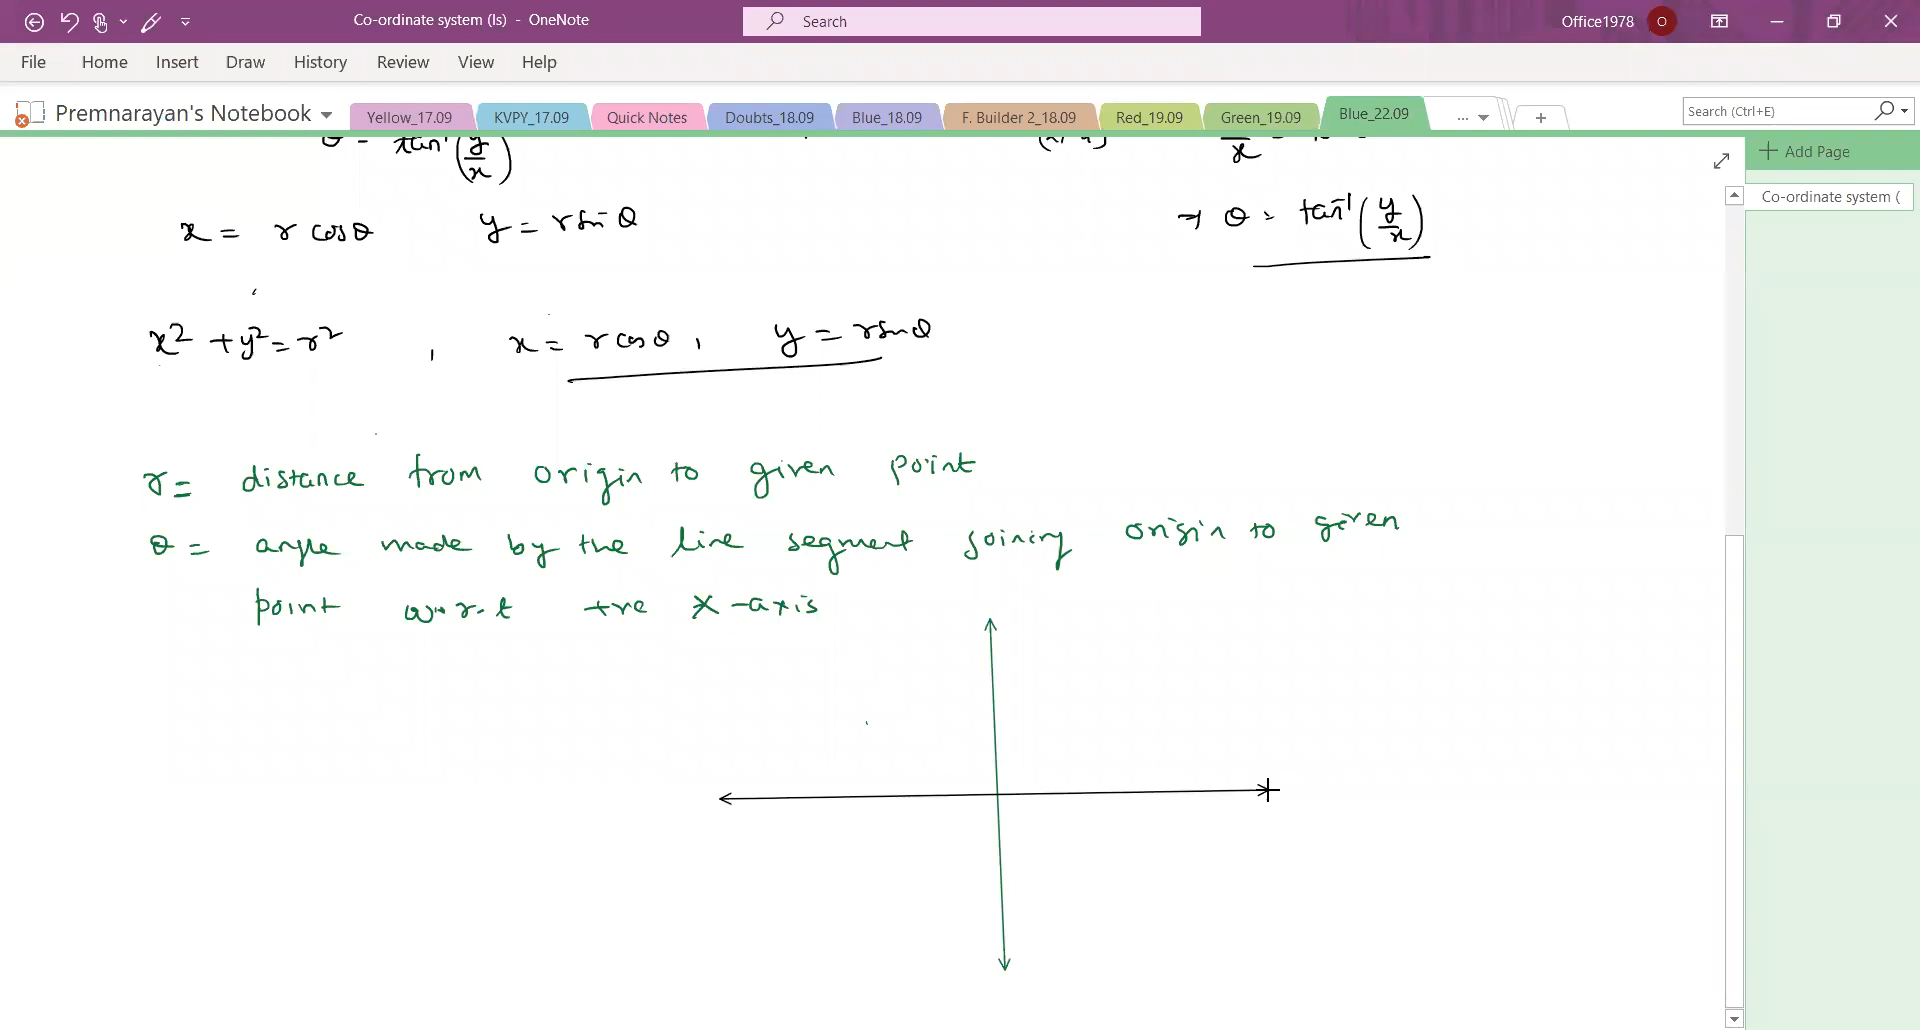 Co-ordinate system (ls) - OneNote
Search
Office1978
O
File Home Insert Draw History Review View Help
Premnarayan's Notebook
Yellow_17.09 KVPY_17.09 Quick Notes Doubts_18.09 Blue_18.09 F. Builder 2_18.09 Red_19.09 Green_19.09 Blue_22.09 ... +
Search (Ctrl+E)
Add Page
Co-ordinate system (
θ = tan⁻¹(y/x)
x = r cosθ y = r sin θ
→ θ = tan⁻¹(y/x)
x² + y² = r² , x = r cosθ , y = r sinθ
r = distance from origin to given point
θ = angle made by the line segment joining origin to given
point w.r.t +ve X-axis